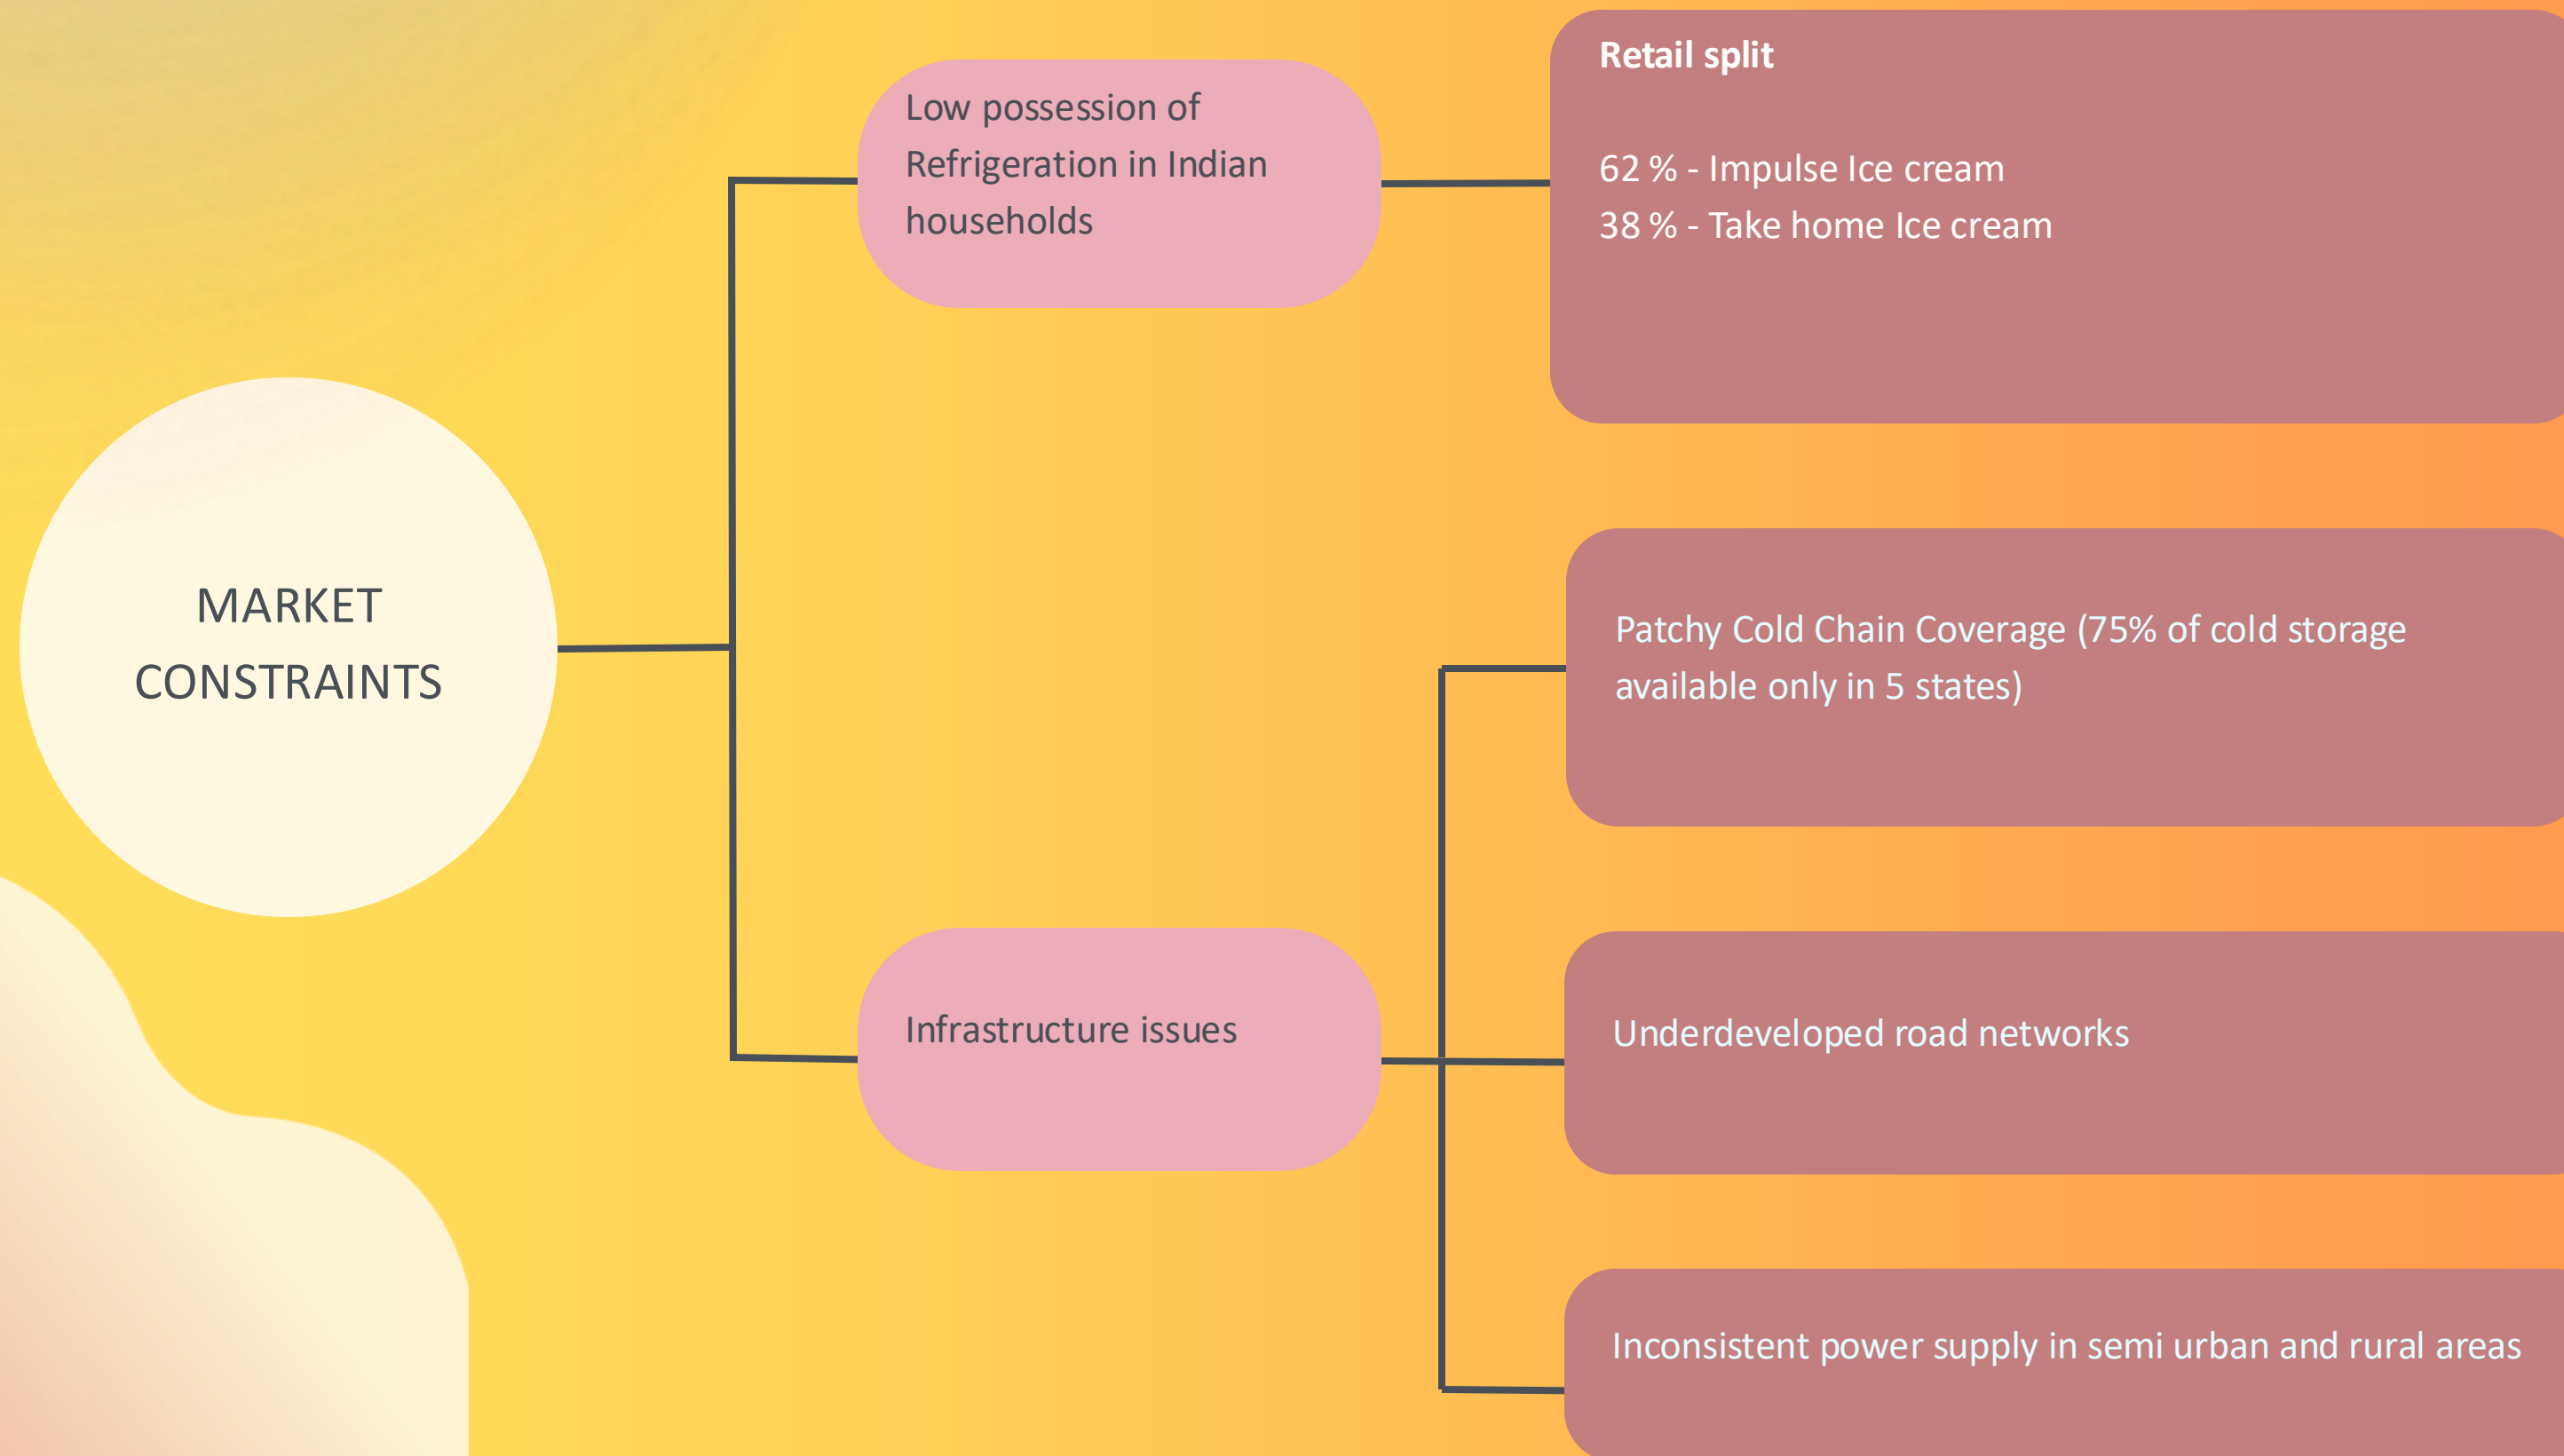 MARKET
CONSTRAINTS
Low possession of
Refrigeration in Indian
households
Retail split
62 % - Impulse Ice cream
38 % - Take home Ice cream
Infrastructure issues
Patchy Cold Chain Coverage (75% of cold storage
available only in 5 states)
Underdeveloped road networks
Inconsistent power supply in semi urban and rural areas